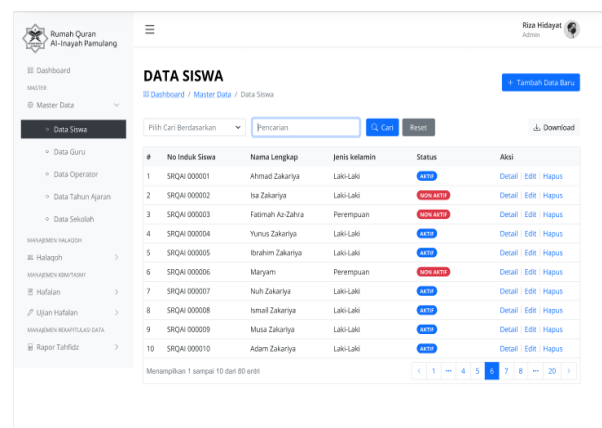 Rumah Quran
Al-Inayah Pamulang
Riza Hidayat
Admin
Dashboard
MASTER
Master Data
Data Siswa
Data Guru
Data Operator
Data Tahun Ajaran
Data Sekolah
MANAJEMEN HALAQOH
Halaqoh
MANAJEMEN KBM/TASMI'
Hafalan
Ujian Hafalan
MANAJEMEN REKAPITULASI DATA
Rapor Tahfidz
DATA SISWA
Dashboard / Master Data / Data Siswa
+ Tambah Data Baru
Pilih Cari Berdasarkan Pencarian Cari Reset Download
# No Induk Siswa Nama Lengkap Jenis kelamin Status Aksi
1 SRQAI 000001 Ahmad Zakariya Laki-Laki AKTIF Detail | Edit | Hapus
2 SRQAI 000002 Isa Zakariya Laki-Laki NON AKTIF Detail | Edit | Hapus
3 SRQAI 000003 Fatimah Az-Zahra Perempuan NON AKTIF Detail | Edit | Hapus
4 SRQAI 000004 Yunus Zakariya Laki-Laki AKTIF Detail | Edit | Hapus
5 SRQAI 000005 Ibrahim Zakariya Laki-Laki AKTIF Detail | Edit | Hapus
6 SRQAI 000006 Maryam Perempuan NON AKTIF Detail | Edit | Hapus
7 SRQAI 000007 Nuh Zakariya Laki-Laki AKTIF Detail | Edit | Hapus
8 SRQAI 000008 Ismail Zakariya Laki-Laki AKTIF Detail | Edit | Hapus
9 SRQAI 000009 Musa Zakariya Laki-Laki AKTIF Detail | Edit | Hapus
10 SRQAI 000010 Adam Zakariya Laki-Laki AKTIF Detail | Edit | Hapus
Menampilkan 1 sampai 10 dari 80 entri
< 1 ··· 4 5 6 7 8 ··· 20 >